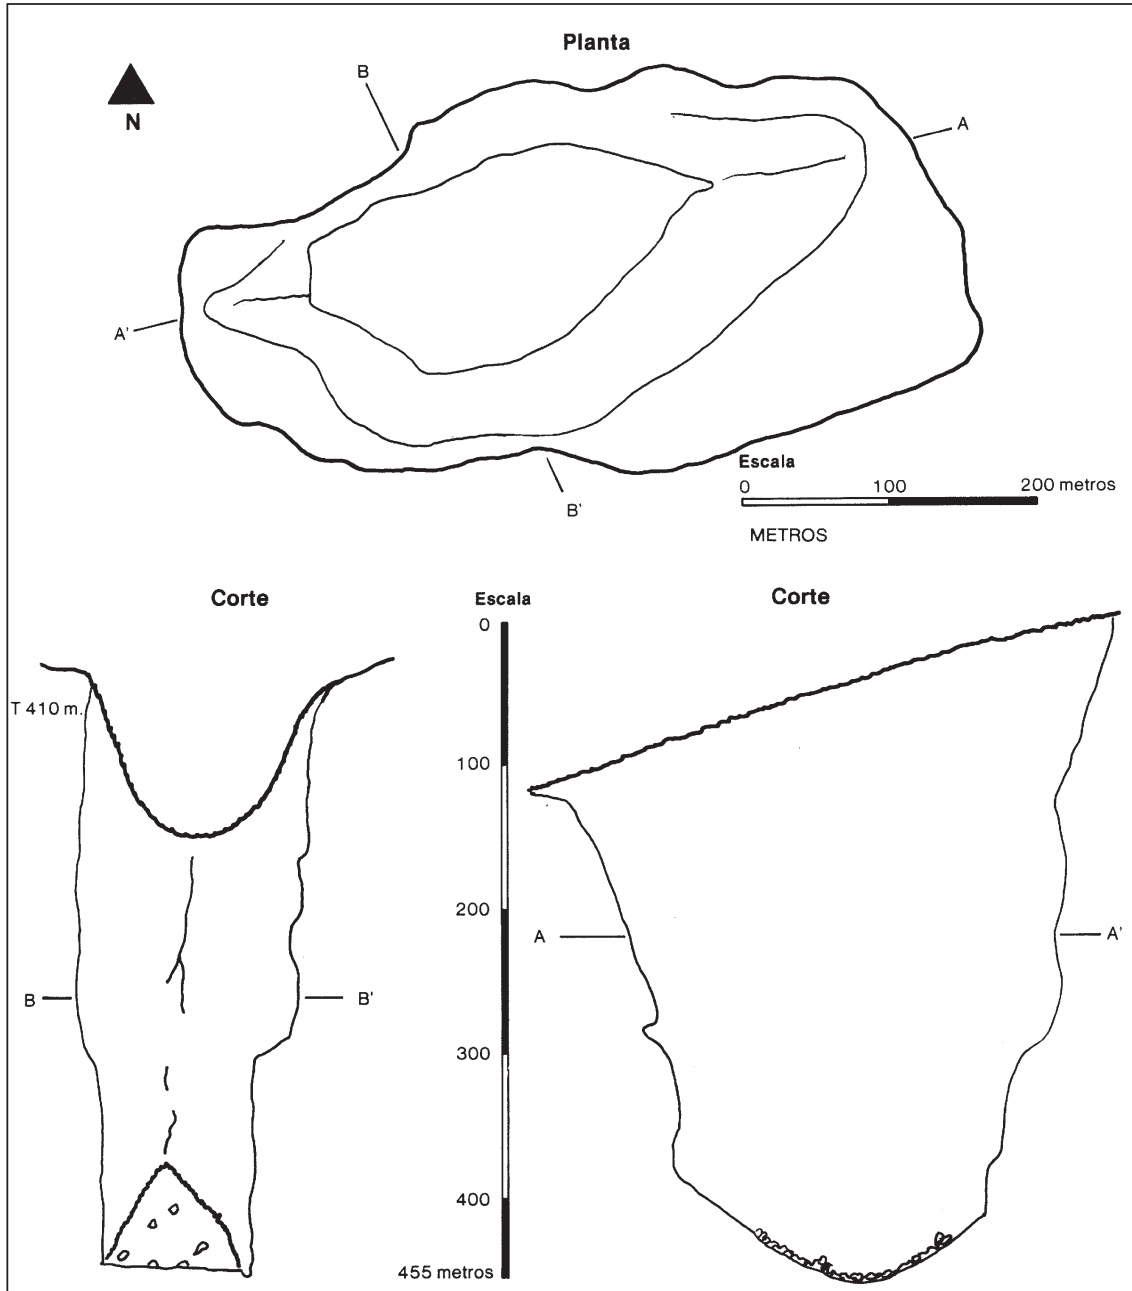 Planta
N
B
A
A'
B'
Escala
0 100 200 metros
METROS
Corte
T 410 m.
B B'
Escala
0
100
200
300
400
455 metros
Corte
A A'